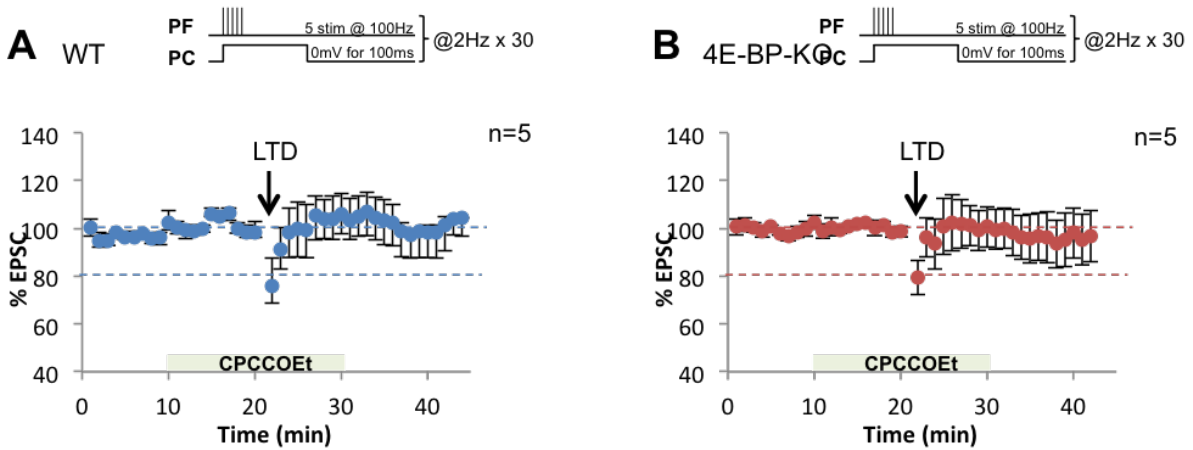 A
WT
PF
5 stim @ 100Hz
PC
0mV for 100ms
@2Hz x 30
n=5
LTD
% EPSC
140
120
100
80
60
40
CPCCOEt
0
10
20
30
40
Time (min)
B
4E-BP-KO
PF
5 stim @ 100Hz
PC
0mV for 100ms
@2Hz x 30
n=5
LTD
% EPSC
140
120
100
80
60
40
CPCCOEt
0
10
20
30
40
Time (min)